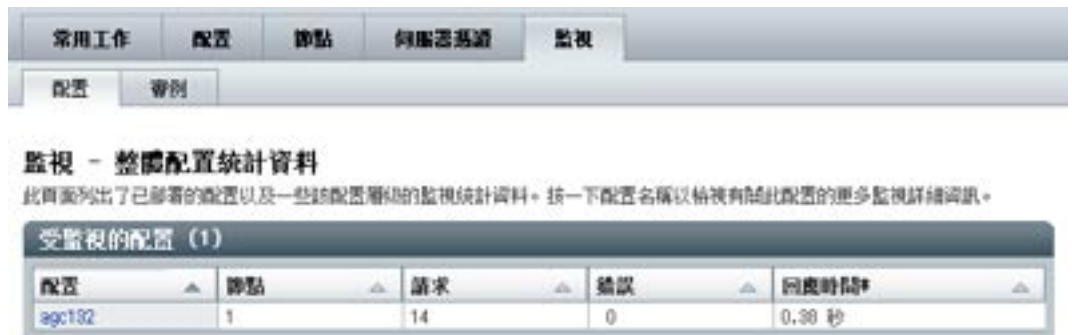 常用工作 配置 節點 伺服器憑證 監視
配置 實例
監視 - 整體配置統計資料
此頁面列出了已部署的配置以及一些該配置層級的監視統計資料。按一下配置名稱以檢視有關此配置的更多監視詳細資訊。
受監視的配置 (1)
配置 節點 請求 錯誤 回應時間*
agc132 1 14 0 0.38 秒